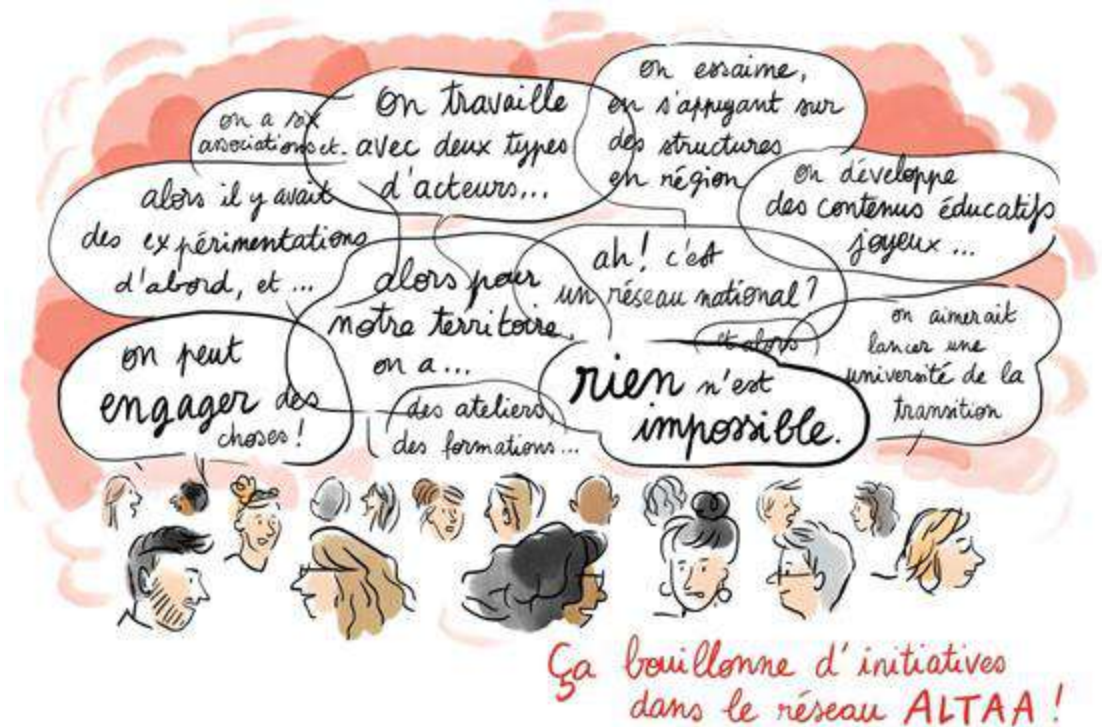 on a six
associations et.
on travaille
avec deux types
d'acteurs...
on essaime,
en s'appuyant sur
des structures
en région
alors il y avait
des expérimentations
d'abord, et ...
on développe
des contenus éducatifs
joyeux ...
alors pour
notre territoire,
on a ...
ah! c'est
un réseau national?
et alors
on aimerait
lancer une
université de la
transition
on peut
engager des
choses!
des ateliers,
des formations...
rien n'est
impossible.
Ça bouillonne d'initiatives
dans le réseau ALTAA !